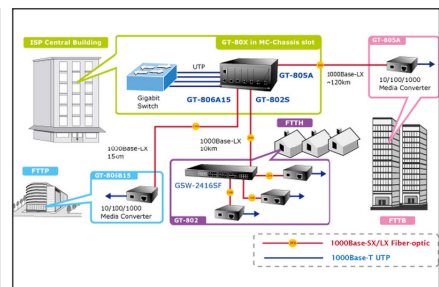 ISP Central Building
GT-80X in MC-Chassis slot
GT-805A
UTP
GT-805A
1000Base-LX
~120km
10/100/1000
Media Converter
Gigabit
Switch
GT-806A15
GT-802S
1000Base-LX
15km
1000Base-LX
10km
FTTH
FTTP
GT-806B15
GSW-2416SF
10/100/1000
Media Converter
GT-802
FTTB
1000Base-SX/LX Fiber-optic
1000Base-T UTP